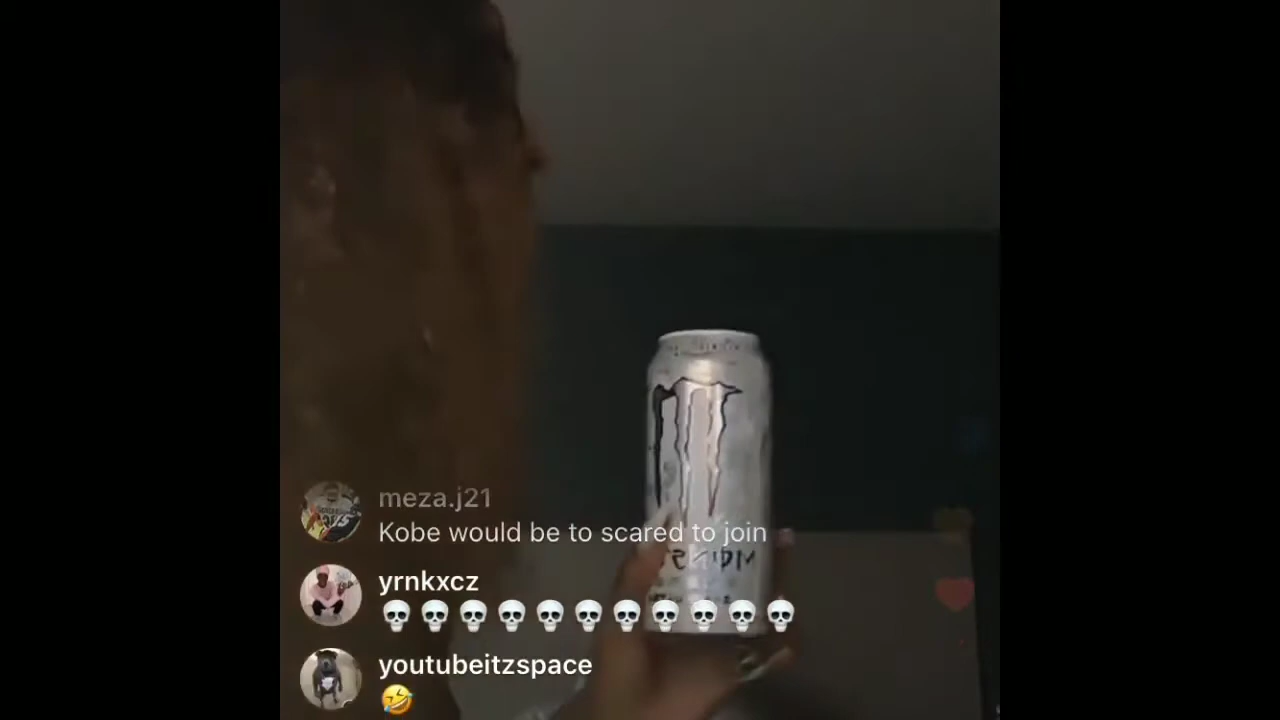 meza.j21
Kobe would be to scared to join
yrnkxcz
💀💀💀💀💀💀💀💀💀💀💀
youtubeitzspace
🤣